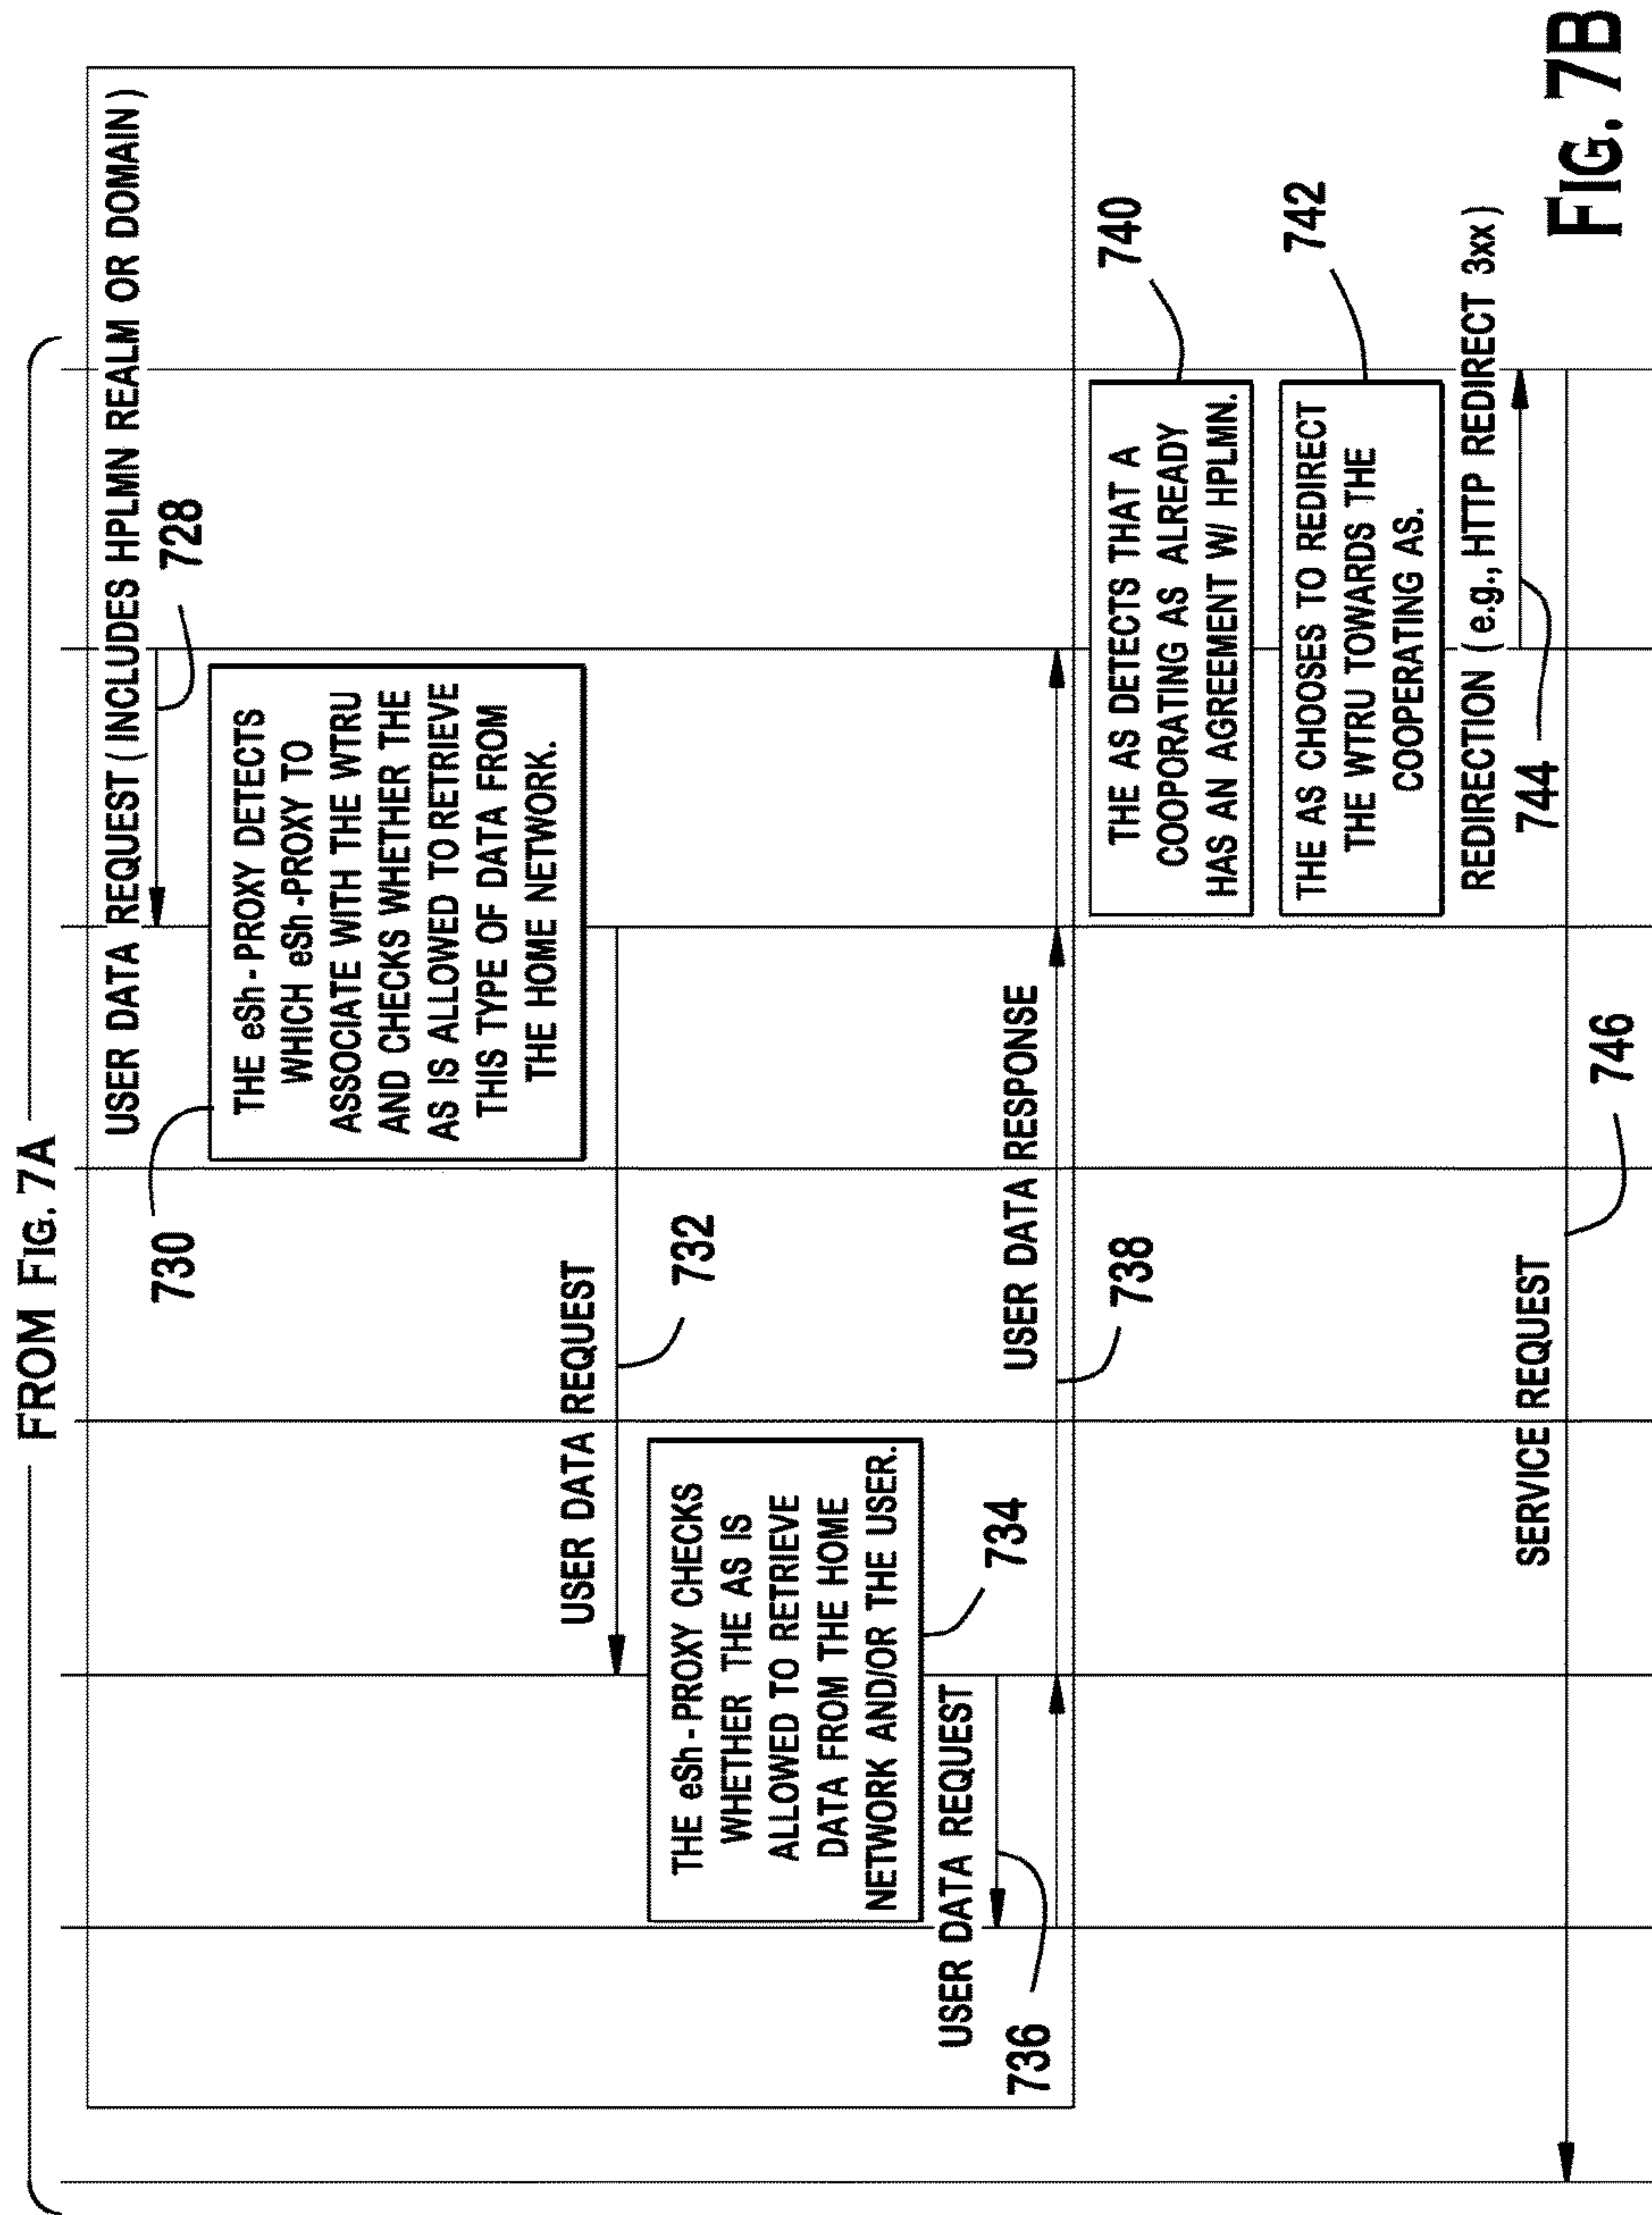 FROM FIG. 7A
USER DATA REQUEST (INCLUDES HPLMN REALM OR DOMAIN)
728
730
THE eSh - PROXY DETECTS
WHICH eSh -PROXY TO
ASSOCIATE WITH THE WTRU
AND CHECKS WHETHER THE
AS IS ALLOWED TO RETRIEVE
THIS TYPE OF DATA FROM
THE HOME NETWORK.
USER DATA REQUEST
732
THE eSh - PROXY CHECKS
WHETHER THE AS IS
ALLOWED TO RETRIEVE
DATA FROM THE HOME
NETWORK AND/OR THE USER.
734
USER DATA REQUEST
736
USER DATA RESPONSE
738
THE AS DETECTS THAT A
COOPORATING AS ALREADY
HAS AN AGREEMENT W/ HPLMN.
740
THE AS CHOOSES TO REDIRECT
THE WTRU TOWARDS THE
COOPERATING AS.
742
REDIRECTION (e.g., HTTP REDIRECT 3xx)
744
SERVICE REQUEST
746
FIG. 7B